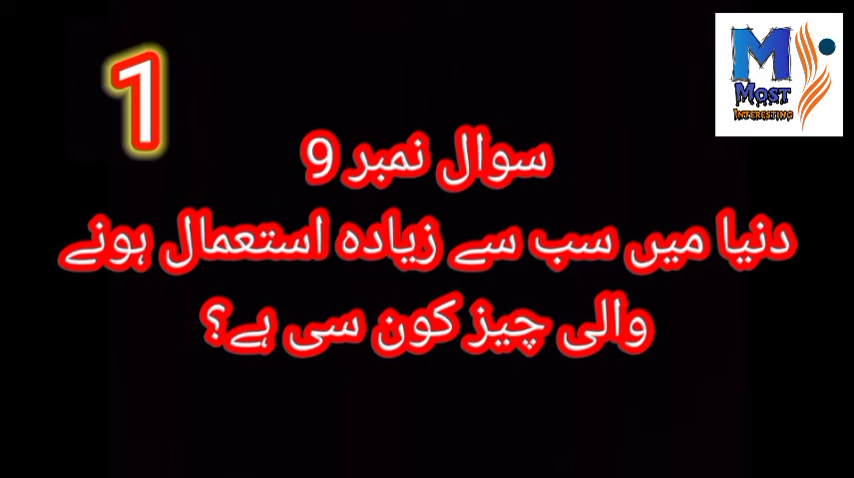 1
M
MOST
INTERESTING
سوال نمبر 9
دنیا میں سب سے زیادہ استعمال ہونے
والی چیز کون سی ہے؟